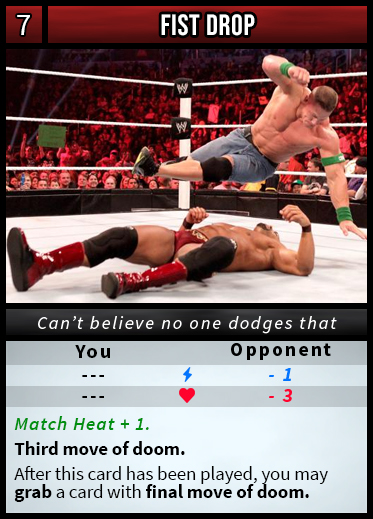 7 FIST DROP
W
W
Can't believe no one dodges that
You Opponent
--- - 1
--- - 3
Match Heat + 1.
Third move of doom.
After this card has been played, you may
grab a card with final move of doom.